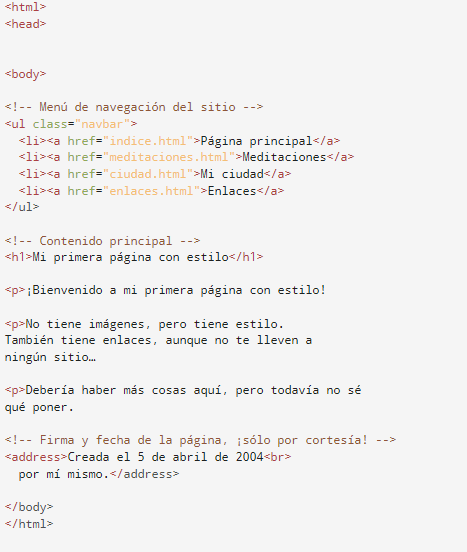 <html>
<head>
<body>
<!-- Menú de navegación del sitio -->
<ul class="navbar">
<li><a href="indice.html">Página principal</a>
<li><a href="meditaciones.html">Meditaciones</a>
<li><a href="ciudad.html">Mi ciudad</a>
<li><a href="enlaces.html">Enlaces</a>
</ul>
<!-- Contenido principal -->
<h1>Mi primera página con estilo</h1>
<p>¡Bienvenido a mi primera página con estilo!
<p>No tiene imágenes, pero tiene estilo.
También tiene enlaces, aunque no te lleven a
ningún sitio…
<p>Debería haber más cosas aquí, pero todavía no sé
qué poner.
<!-- Firma y fecha de la página, ¡sólo por cortesía! -->
<address>Creada el 5 de abril de 2004<br>
por mí mismo.</address>
</body>
</html>